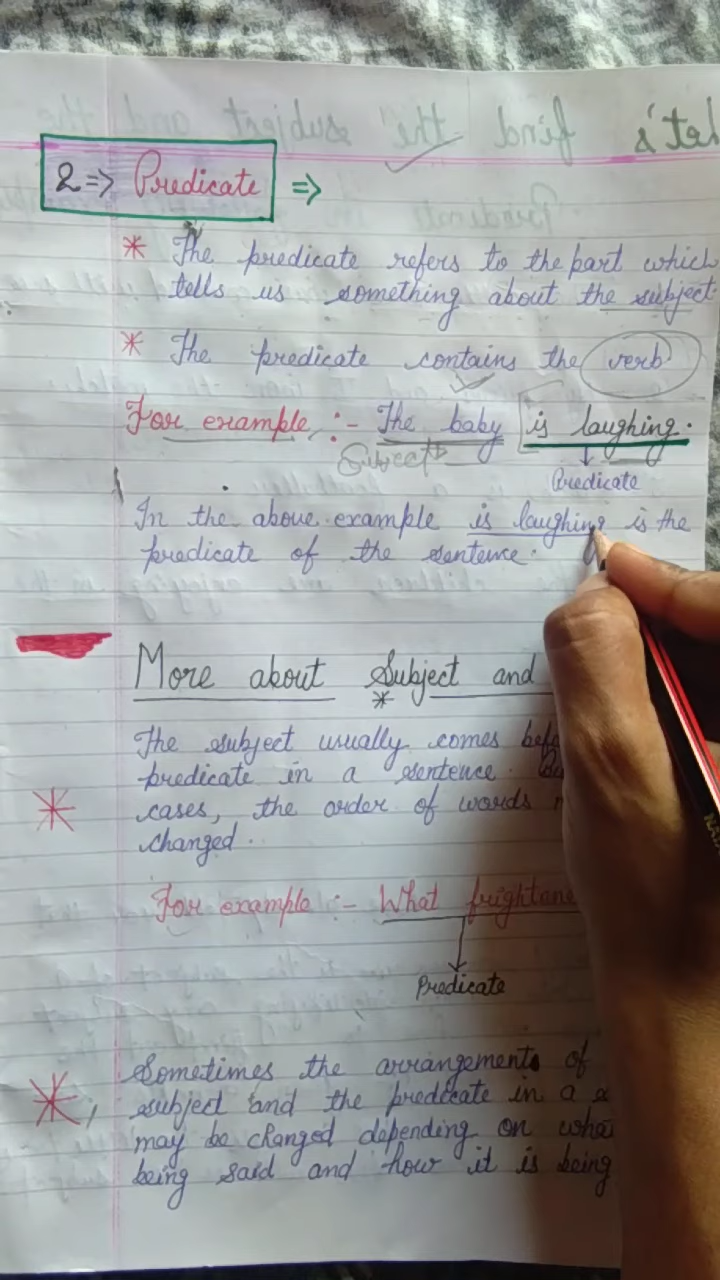 2 => Predicate =>
* The predicate refers to the part which
tells us something about the subject.
* The predicate contains the verb
For example :- The baby is laughing.
Subject
Predicate
In the above example is laughing is the
predicate of the sentence.
More about Subject and
*
The subject usually comes
predicate in a sentence.
* cases, the order of words
changed.
For example :- What
Predicate
Sometimes the arrangements of
* subject and the predicate in a
may be changed depending on
being said and how it is being